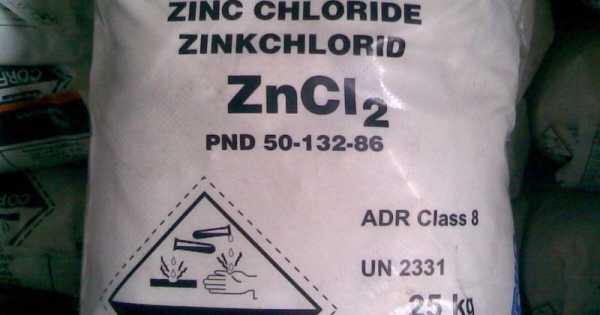 ZINC CHLORIDE
ZINKCHLORID
ZnCl₂
PND 50-132-86
ADR Class 8
UN 2331
25 kg